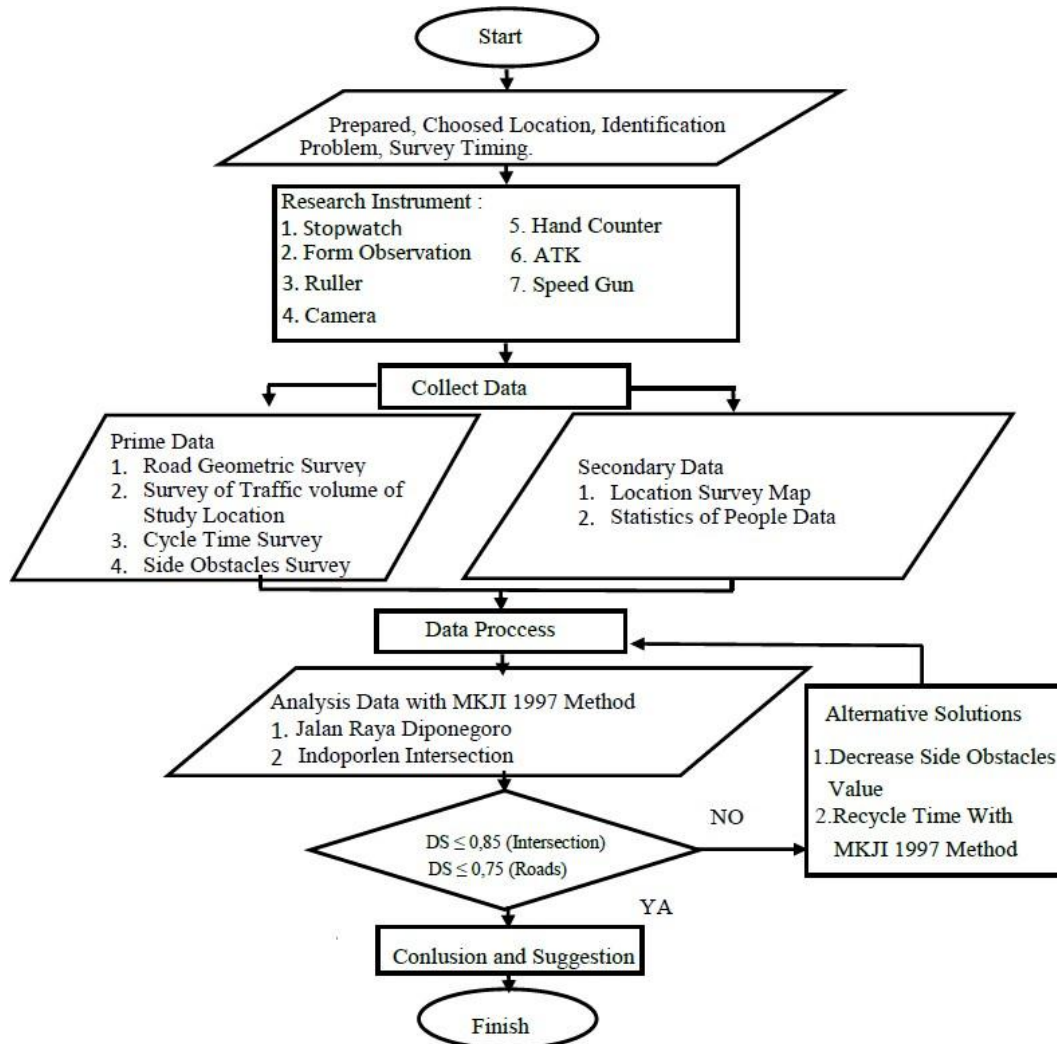 Start
Prepared, Choosed Location, Identification
Problem, Survey Timing.
Research Instrument :
1. Stopwatch
2. Form Observation
3. Ruller
4. Camera
5. Hand Counter
6. ATK
7. Speed Gun
Collect Data
Prime Data
1. Road Geometric Survey
2. Survey of Traffic volume of
Study Location
3. Cycle Time Survey
4. Side Obstacles Survey
Secondary Data
1. Location Survey Map
2. Statistics of People Data
Data Proccess
Analysis Data with MKJI 1997 Method
1. Jalan Raya Diponegoro
2 Indoporlen Intersection
DS ≤ 0,85 (Intersection)
DS ≤ 0,75 (Roads)
NO
Alternative Solutions
1.Decrease Side Obstacles
Value
2.Recycle Time With
MKJI 1997 Method
YA
Conlusion and Suggestion
Finish